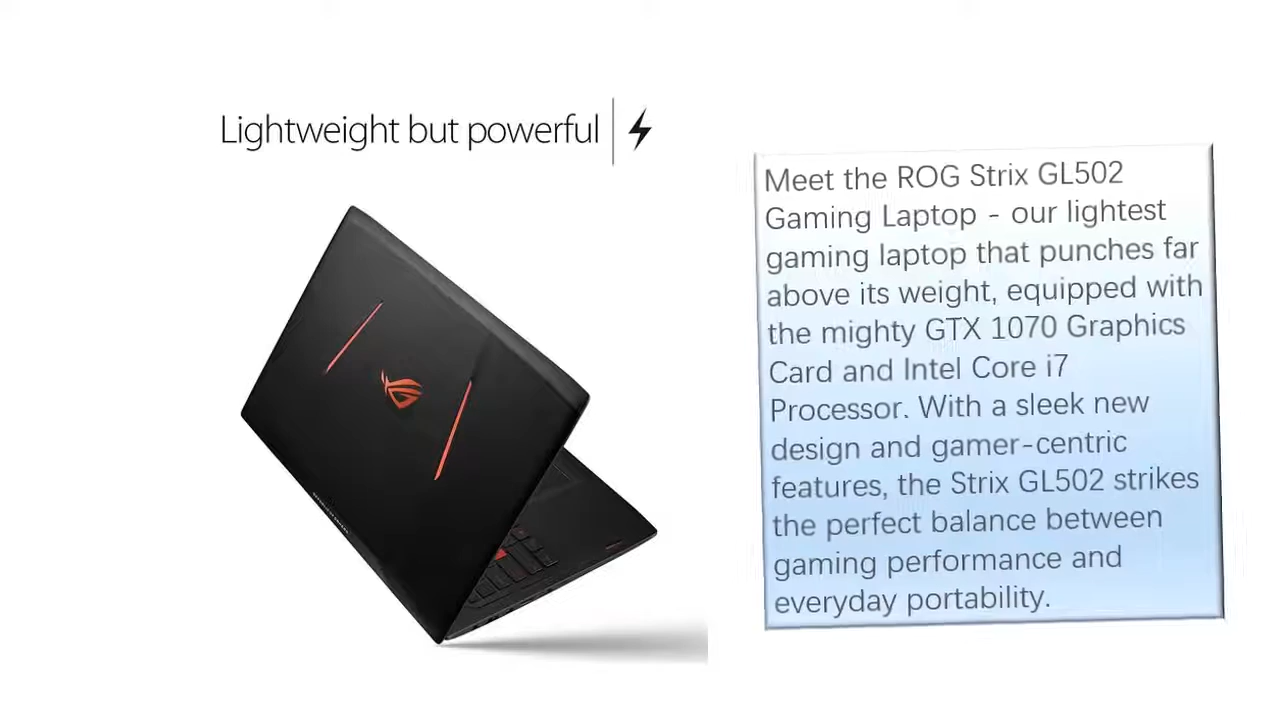 Lightweight but powerful
Meet the ROG Strix GL502
Gaming Laptop - our lightest
gaming laptop that punches far
above its weight, equipped with
the mighty GTX 1070 Graphics
Card and Intel Core i7
Processor. With a sleek new
design and gamer-centric
features, the Strix GL502 strikes
the perfect balance between
gaming performance and
everyday portability.